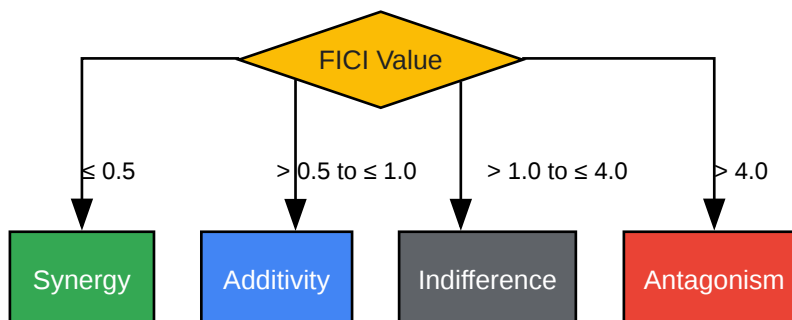 FICI Value
≤ 0.5
> 0.5 to ≤ 1.0
> 1.0 to ≤ 4.0
> 4.0
Synergy
Additivity
Indifference
Antagonism